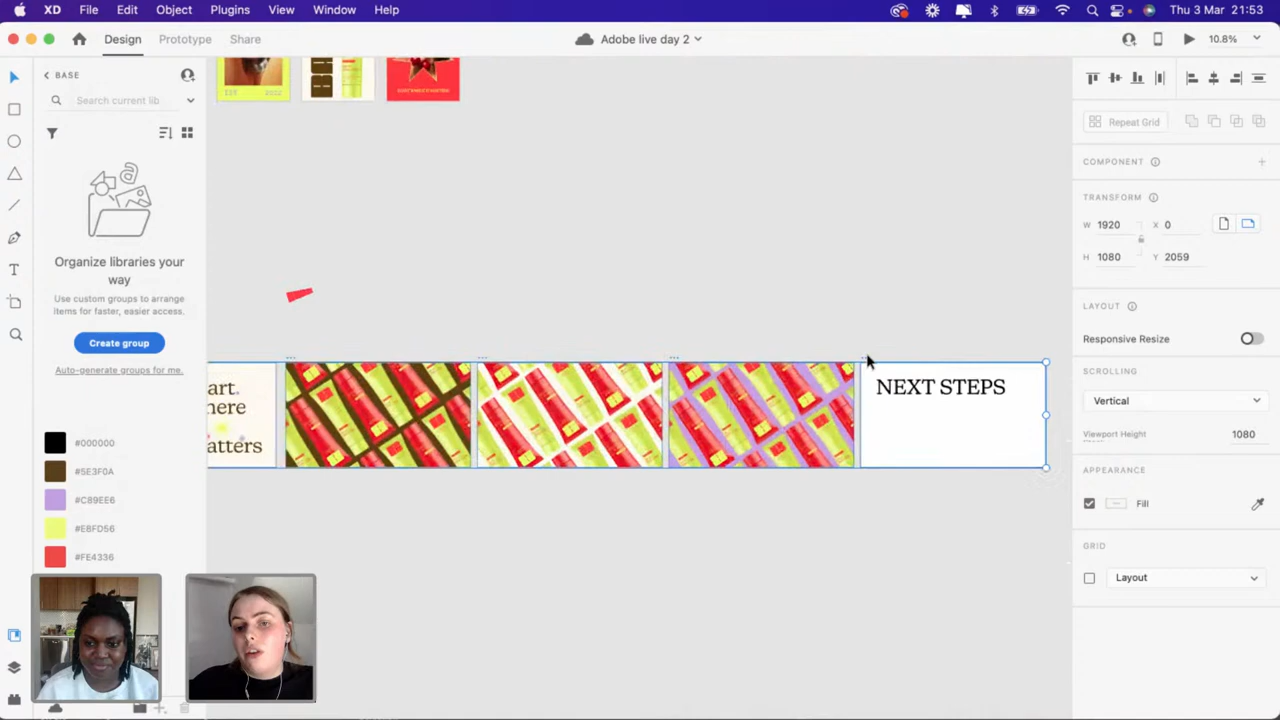 XD File Edit Object Plugins View Window Help
Thu 3 Mar 21:53
Design Prototype Share
Adobe live day 2
10.8%
BASE
Search current lib
Organize libraries your
way
Use custom groups to arrange
items for faster, easier access.
Create group
Auto-generate groups for me.
#000000
#5E3F0A
#C89EE6
#FE4336
art.
here
atters
NEXT STEPS
Repeat Grid
COMPONENT
TRANSFORM
W 1920 X 0
H 1080 Y 2059
LAYOUT
Responsive Resize
SCROLLING
Vertical
Viewport Height 1080
APPEARANCE
Fill
GRID
Layout